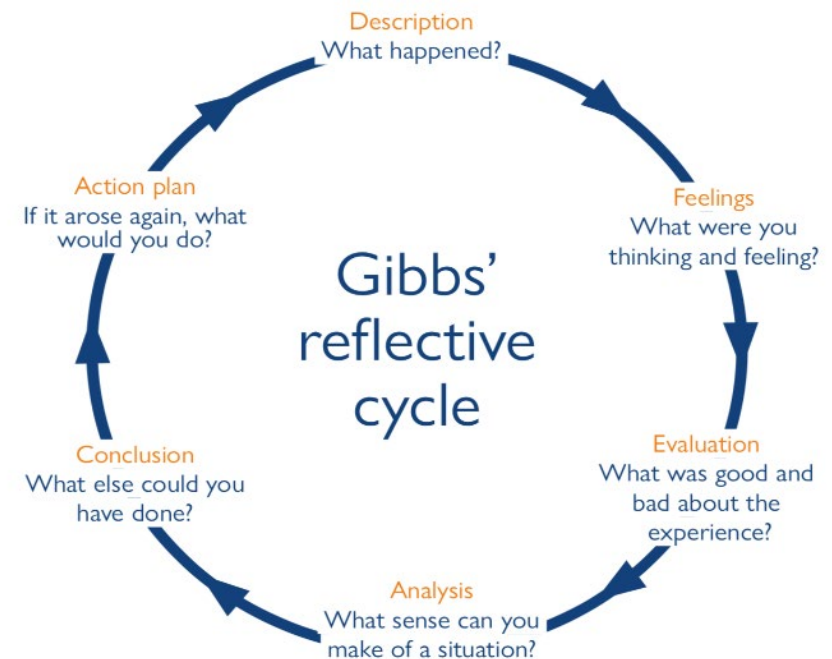 Description
What happened?
Feelings
What were you
thinking and feeling?
Evaluation
What was good and
bad about the
experience?
Analysis
What sense can you
make of a situation?
Conclusion
What else could you
have done?
Action plan
If it arose again, what
would you do?
Gibbs’
reflective
cycle